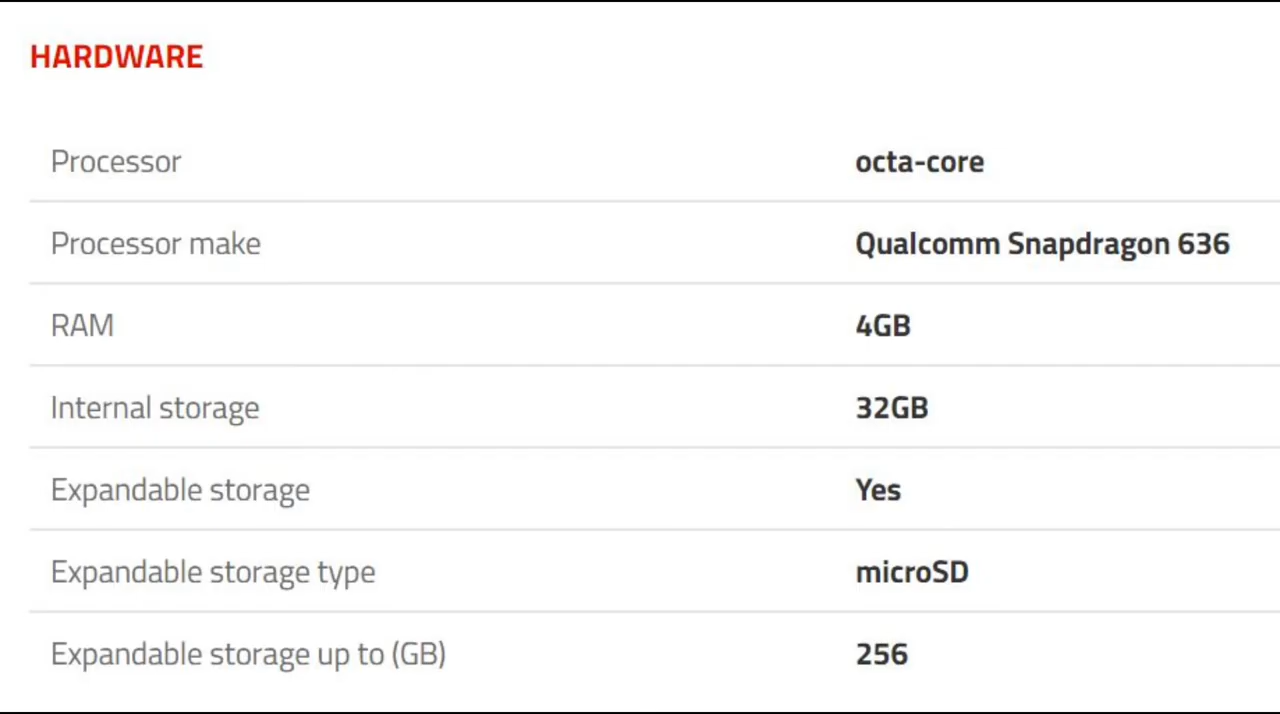 HARDWARE
Processor octa-core
Processor make Qualcomm Snapdragon 636
RAM 4GB
Internal storage 32GB
Expandable storage Yes
Expandable storage type microSD
Expandable storage up to (GB) 256